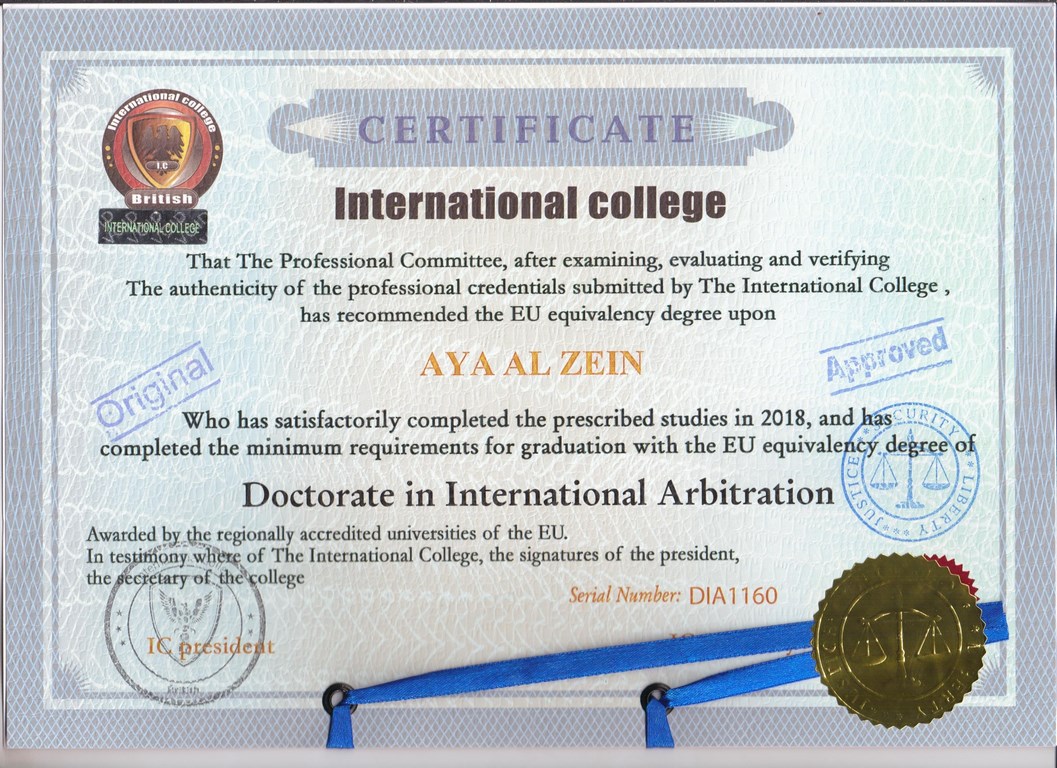 International college
I.C
British
INTERNATIONAL COLLEGE
CERTIFICATE
International college
That The Professional Committee, after examining, evaluating and verifying
The authenticity of the professional credentials submitted by The International College ,
has recommended the EU equivalency degree upon
AYA AL ZEIN
Original
Approved
Who has satisfactorily completed the prescribed studies in 2018, and has
completed the minimum requirements for graduation with the EU equivalency degree of
SECURITY LIBERTY JUSTICE
Doctorate in International Arbitration
Awarded by the regionally accredited universities of the EU.
In testimony where of The International College, the signatures of the president,
the secretary of the college
Serial Number: DIA1160
IC president
British